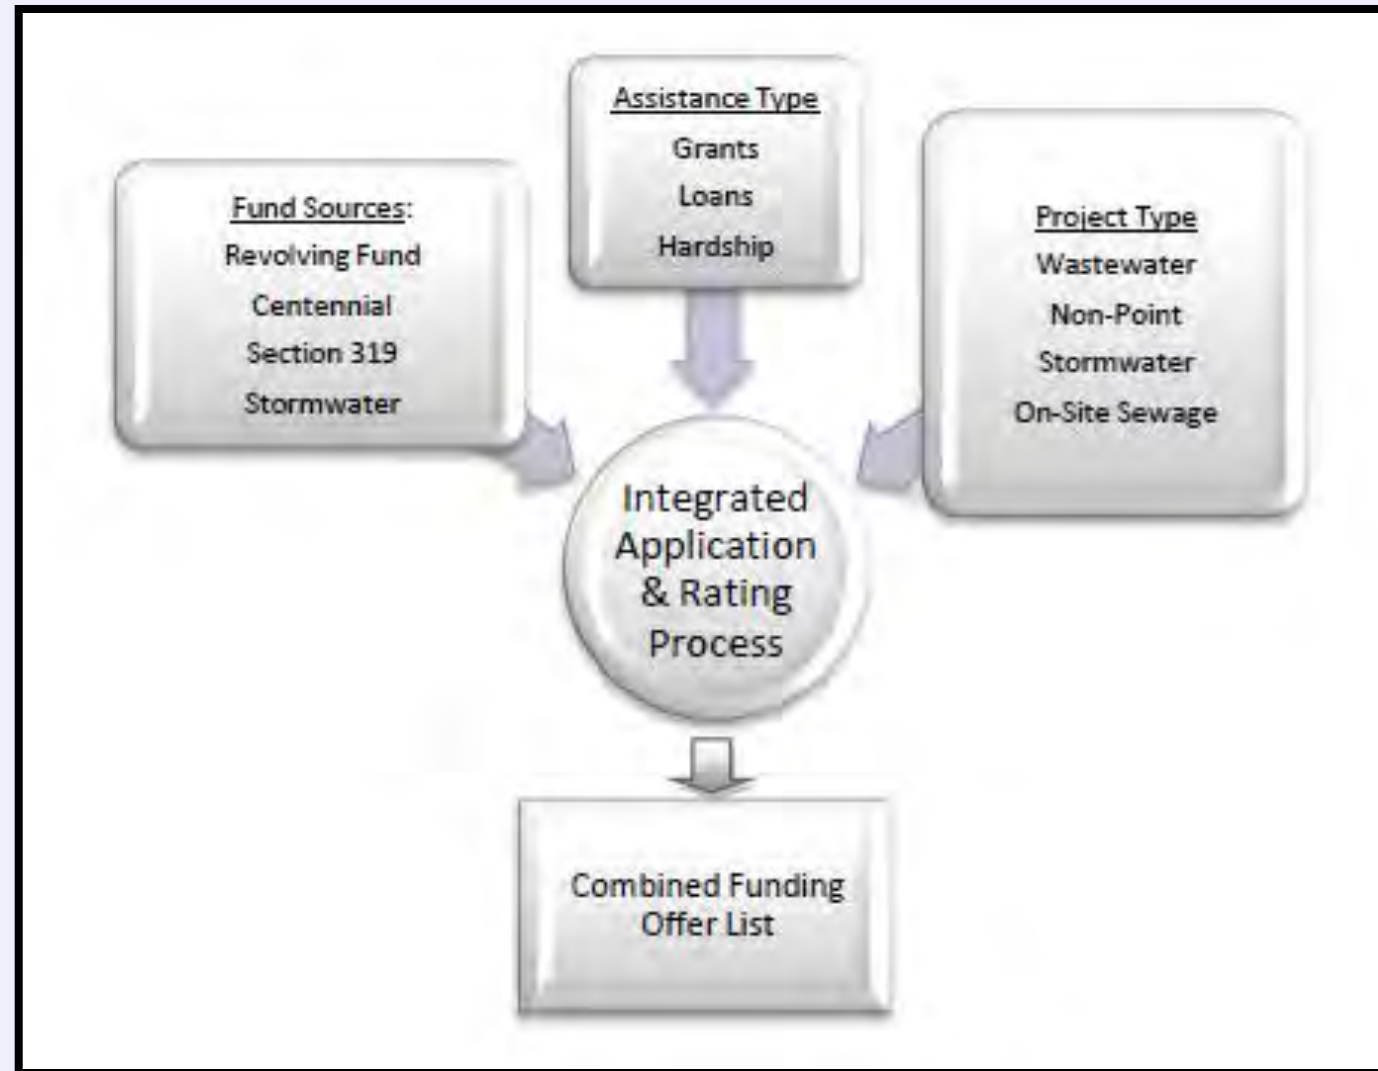 Fund Sources:
Revolving Fund
Centennial
Section 319
Stormwater
Assistance Type
Grants
Loans
Hardship
Project Type
Wastewater
Non-Point
Stormwater
On-Site Sewage
Integrated
Application
& Rating
Process
Combined Funding
Offer List